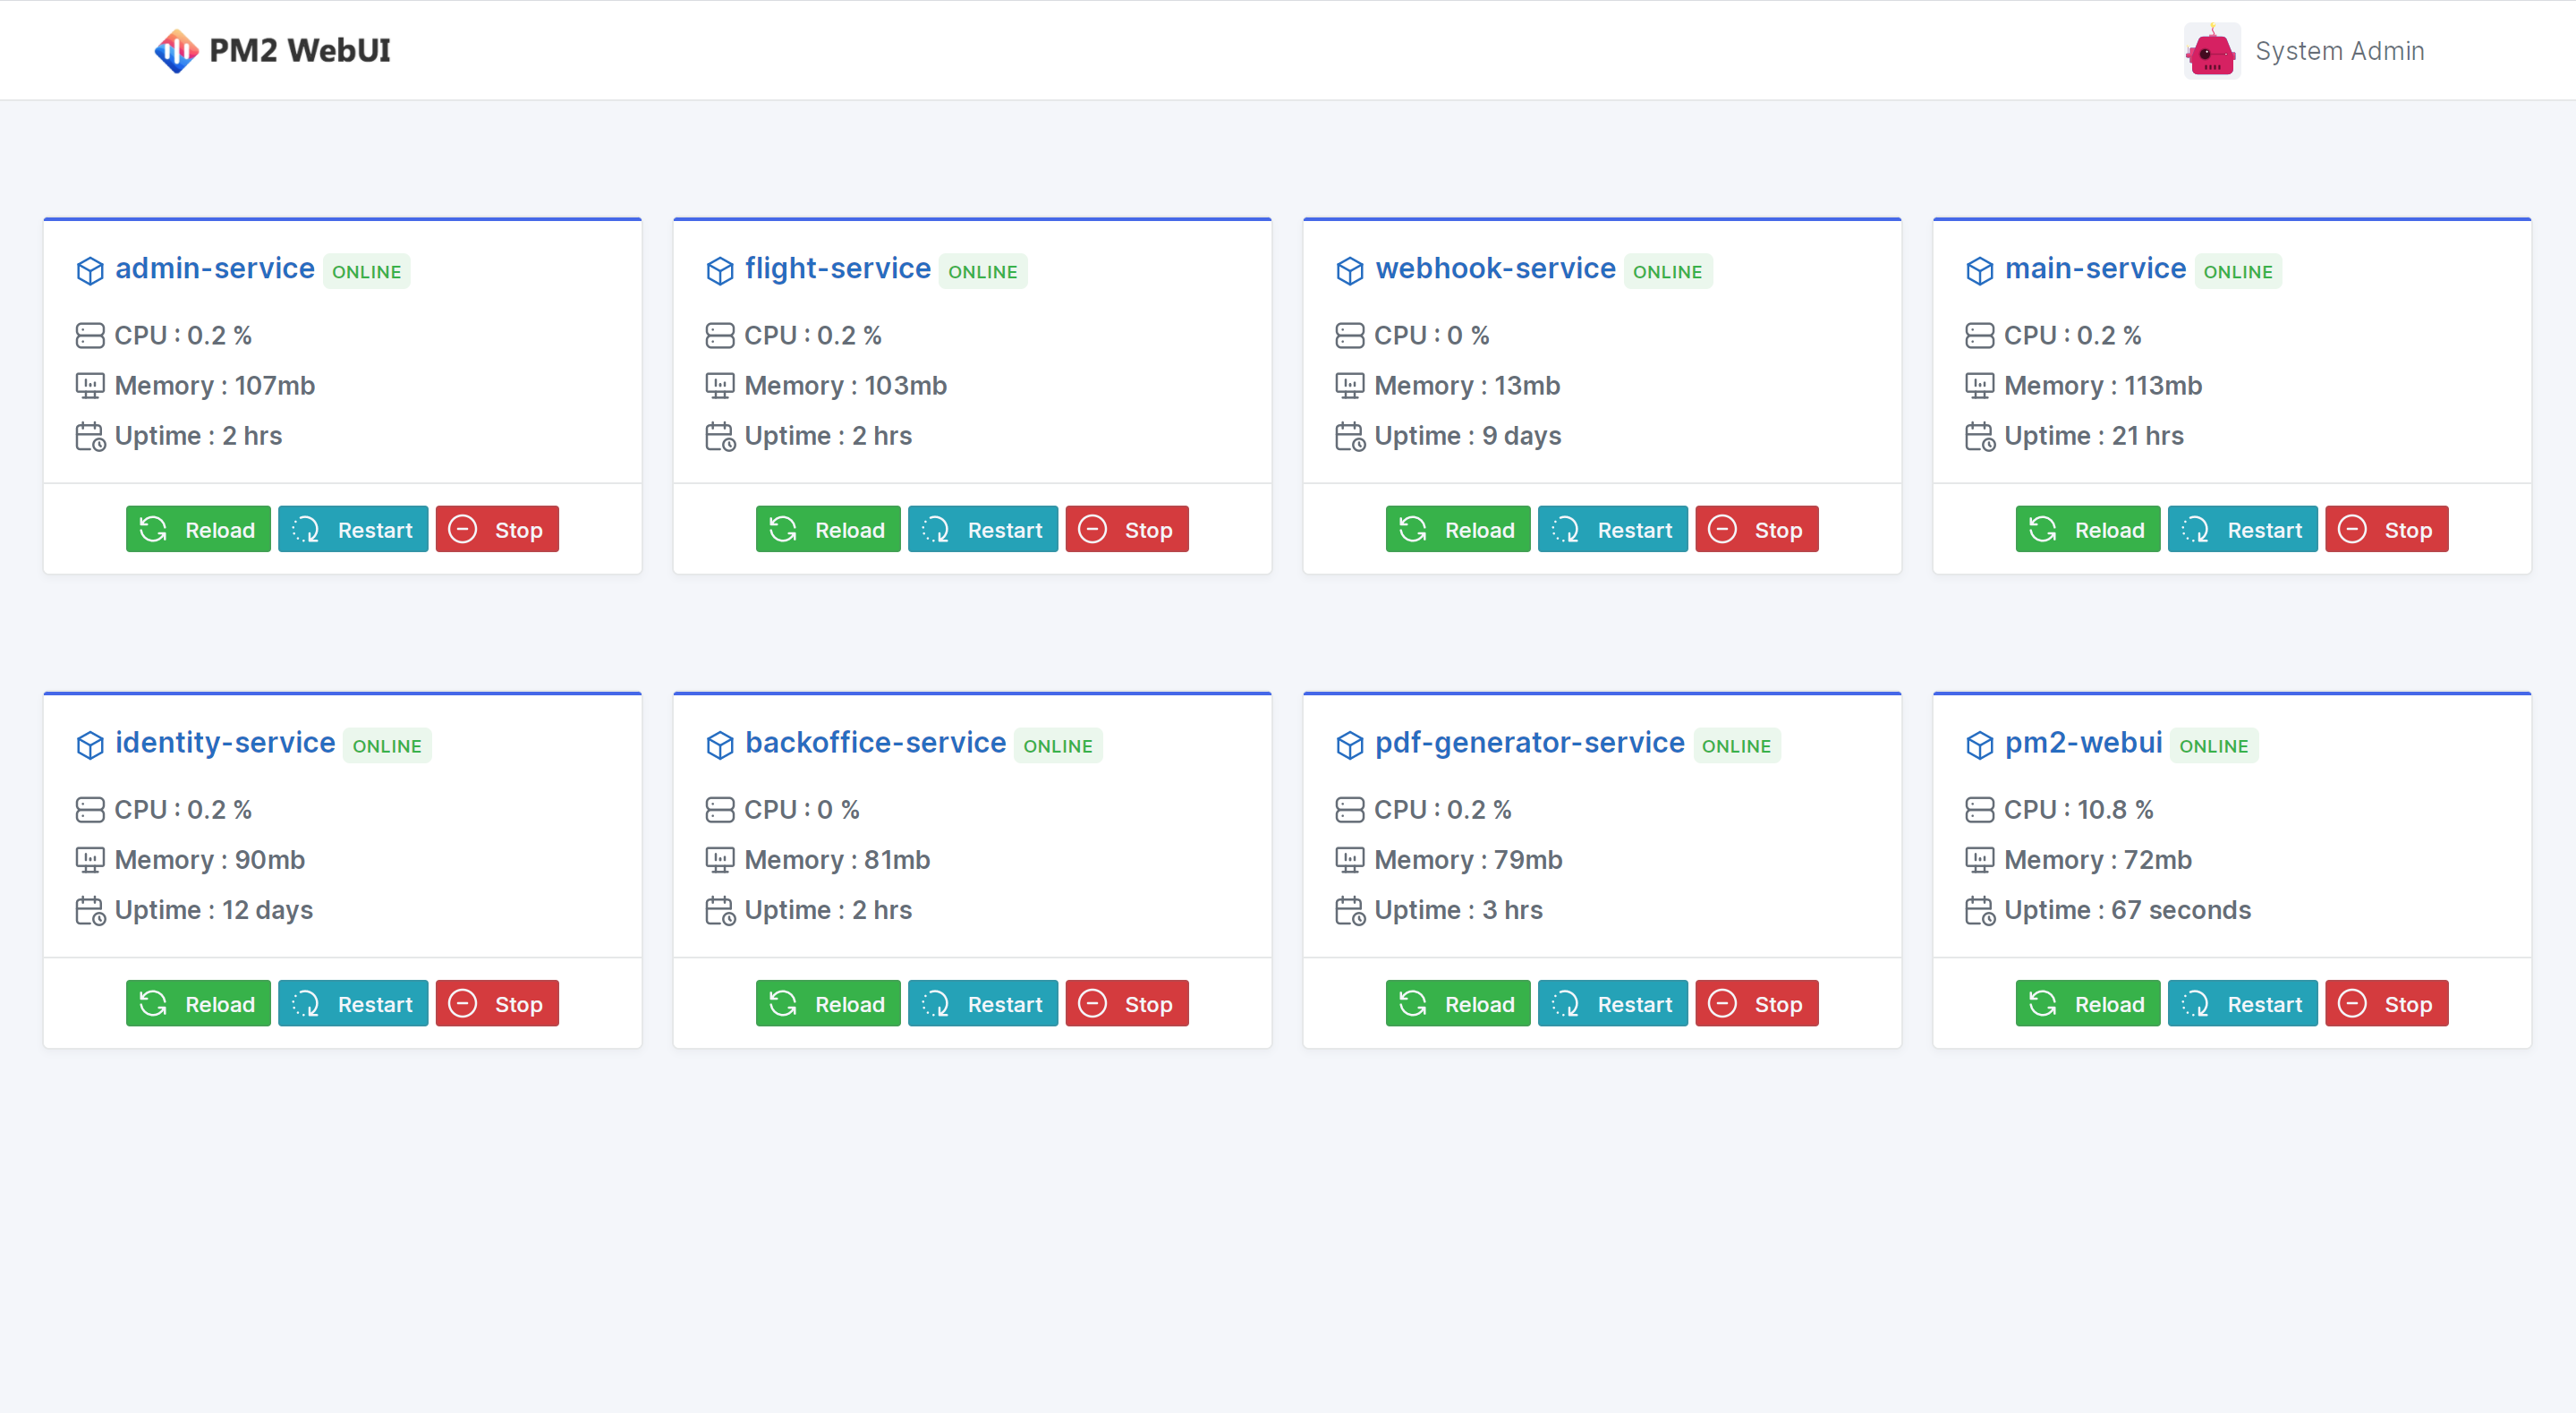 PM2 WebUI
System Admin
admin-service ONLINE
CPU : 0.2 %
Memory : 107mb
Uptime : 2 hrs
Reload Restart Stop
flight-service ONLINE
CPU : 0.2 %
Memory : 103mb
Uptime : 2 hrs
Reload Restart Stop
webhook-service ONLINE
CPU : 0 %
Memory : 13mb
Uptime : 9 days
Reload Restart Stop
main-service ONLINE
CPU : 0.2 %
Memory : 113mb
Uptime : 21 hrs
Reload Restart Stop
identity-service ONLINE
CPU : 0.2 %
Memory : 90mb
Uptime : 12 days
Reload Restart Stop
backoffice-service ONLINE
CPU : 0 %
Memory : 81mb
Uptime : 2 hrs
Reload Restart Stop
pdf-generator-service ONLINE
CPU : 0.2 %
Memory : 79mb
Uptime : 3 hrs
Reload Restart Stop
pm2-webui ONLINE
CPU : 10.8 %
Memory : 72mb
Uptime : 67 seconds
Reload Restart Stop